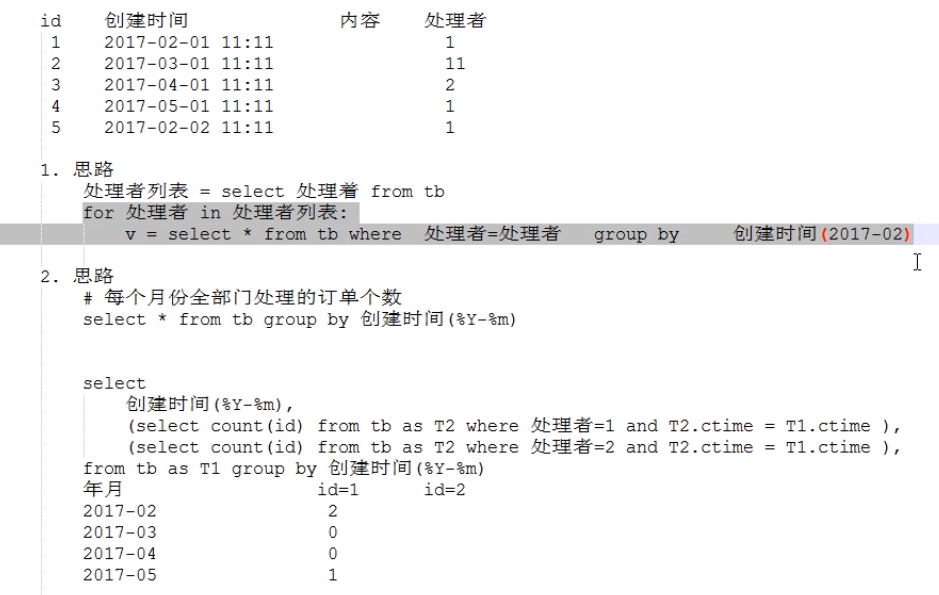 id 创建时间 内容 处理者
1 2017-02-01 11:11 1
2 2017-03-01 11:11 11
3 2017-04-01 11:11 2
4 2017-05-01 11:11 1
5 2017-02-02 11:11 1
1. 思路
处理者列表 = select 处理者 from tb
for 处理者 in 处理者列表:
v = select * from tb where 处理者=处理者 group by 创建时间(2017-02)
2. 思路
# 每个月份全部门处理的订单个数
select * from tb group by 创建时间(%Y-%m)
select
创建时间(%Y-%m),
(select count(id) from tb as T2 where 处理者=1 and T2.ctime = T1.ctime ),
(select count(id) from tb as T2 where 处理者=2 and T2.ctime = T1.ctime ),
from tb as T1 group by 创建时间(%Y-%m)
年月 id=1 id=2
2017-02 2
2017-03 0
2017-04 0
2017-05 1